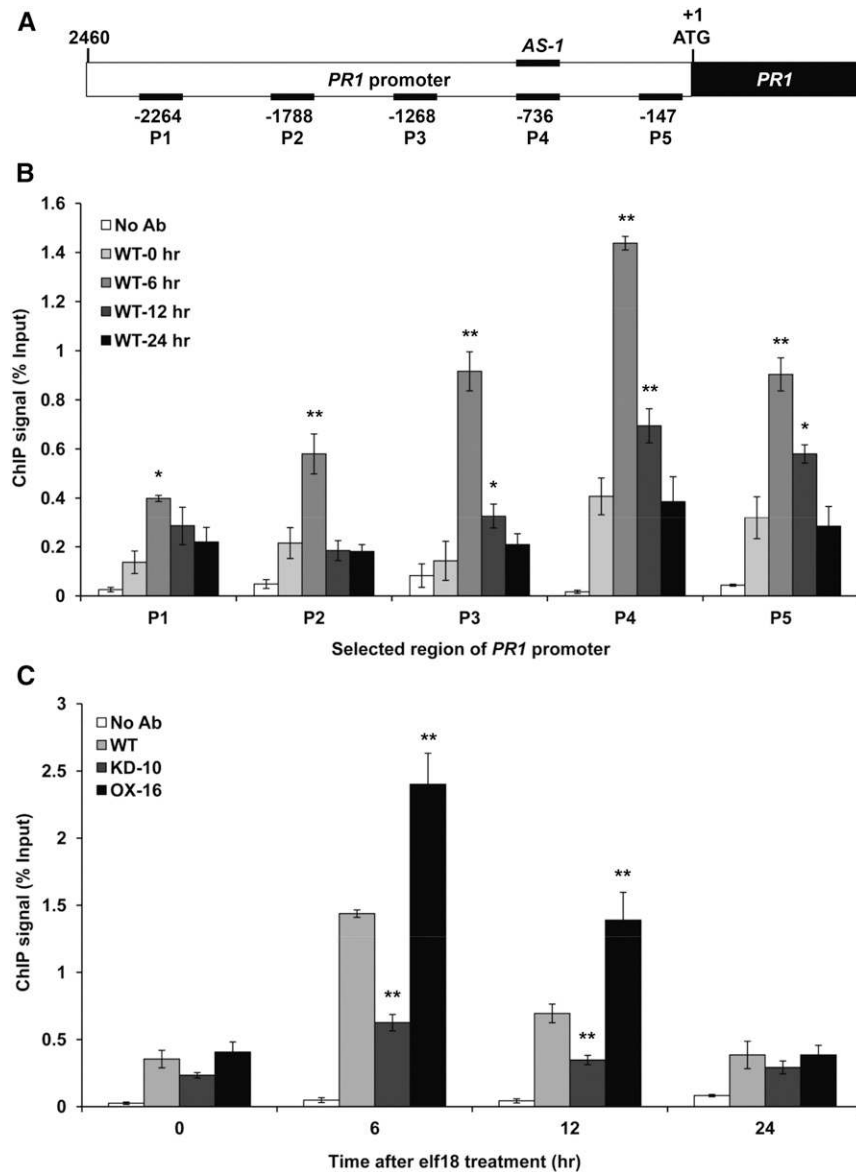 A
2460
+1
ATG
AS-1
PR1 promoter
PR1
-2264 -1788 -1268 -736 -147
P1 P2 P3 P4 P5
B
1.6
1.4
1.2
1
0.8
0.6
0.4
0.2
0
ChIP signal (% Input)
No Ab
WT-0 hr
WT-6 hr
WT-12 hr
WT-24 hr
*
**
**
*
**
**
**
*
P1 P2 P3 P4 P5
Selected region of PR1 promoter
C
3
2.5
2
1.5
1
0.5
0
ChIP signal (% Input)
No Ab
WT
KD-10
OX-16
**
**
**
**
0 6 12 24
Time after elf18 treatment (hr)